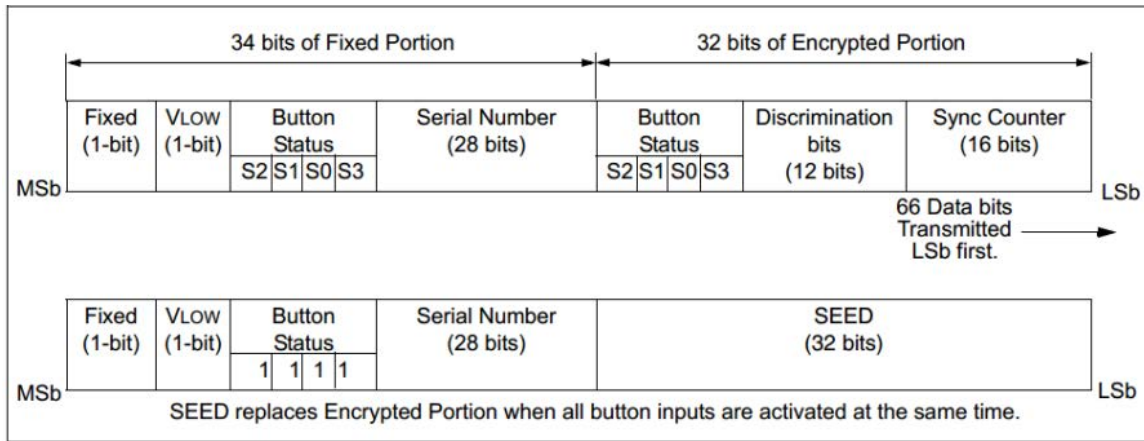 34 bits of Fixed Portion
32 bits of Encrypted Portion
Fixed
(1-bit)
VLOW
(1-bit)
Button
Status
S2 S1 S0 S3
Serial Number
(28 bits)
Button
Status
S2 S1 S0 S3
Discrimination
bits
(12 bits)
Sync Counter
(16 bits)
MSb
LSb
66 Data bits
Transmitted
LSb first.
Fixed
(1-bit)
VLOW
(1-bit)
Button
Status
1 1 1 1
Serial Number
(28 bits)
SEED
(32 bits)
MSb
LSb
SEED replaces Encrypted Portion when all button inputs are activated at the same time.